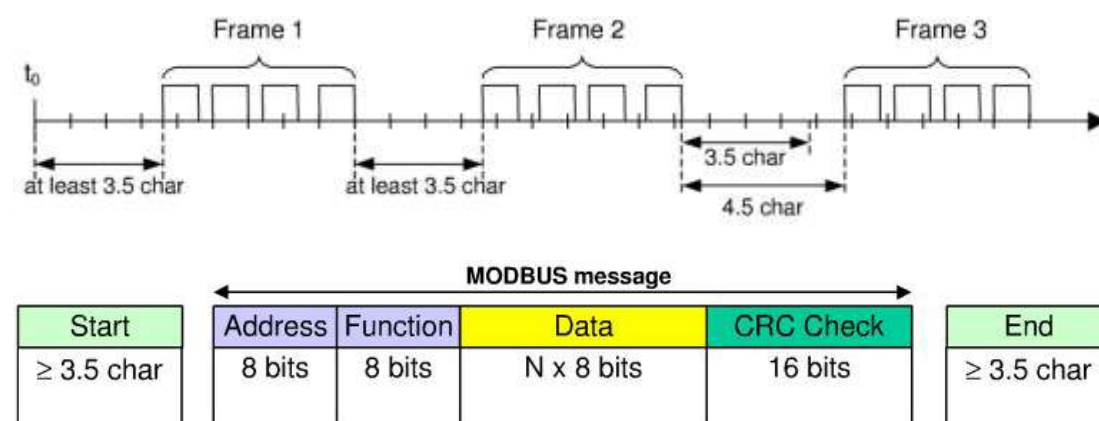 Frame 1 Frame 2 Frame 3
t0
at least 3.5 char at least 3.5 char 3.5 char
4.5 char
MODBUS message
Start Address Function Data CRC Check End
≥ 3.5 char 8 bits 8 bits N x 8 bits 16 bits ≥ 3.5 char